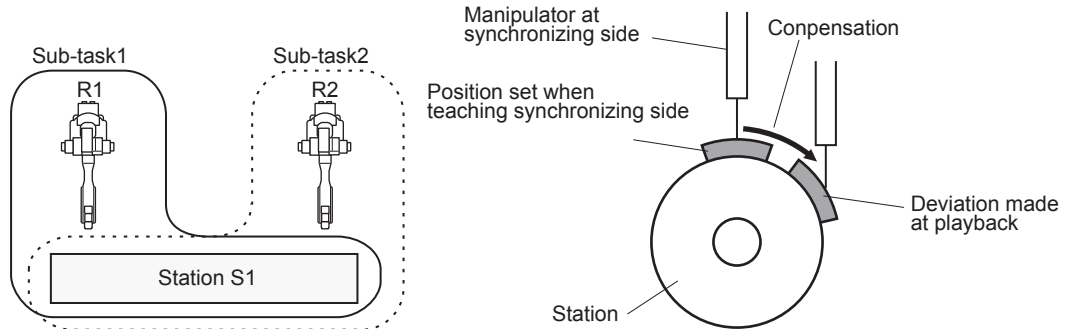 Sub-task1
Sub-task2
R1
R2
Station S1
Manipulator at
synchronizing side
Conpensation
Position set when
teaching synchronizing side
Deviation made
at playback
Station